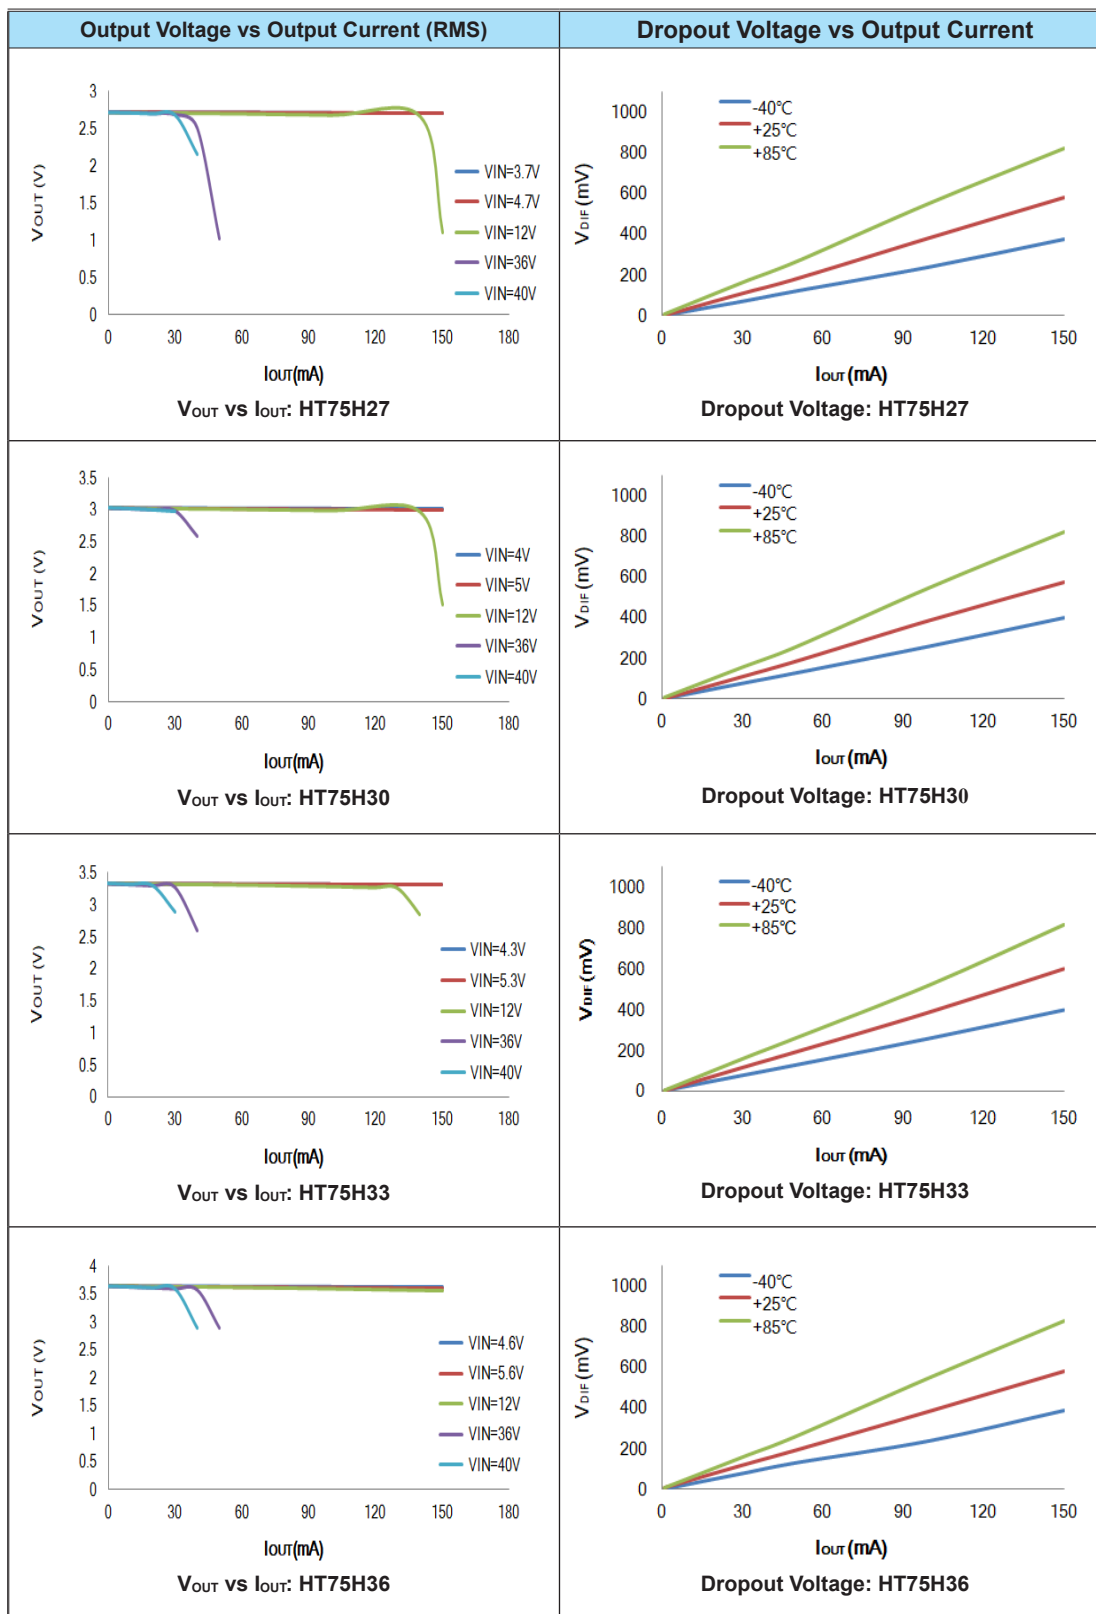 Output Voltage vs Output Current (RMS)
Dropout Voltage vs Output Current
3
2.5
2
1.5
1
0.5
0
VOUT (V)
VIN=3.7V
VIN=4.7V
VIN=12V
VIN=36V
VIN=40V
0 30 60 90 120 150 180
IOUT(mA)
VOUT vs IOUT: HT75H27
1000
800
600
400
200
0
VDIF (mV)
-40℃
+25℃
+85℃
0 30 60 90 120 150
IOUT (mA)
Dropout Voltage: HT75H27
3.5
3
2.5
2
1.5
1
0.5
0
VOUT (V)
VIN=4V
VIN=5V
VIN=12V
VIN=36V
VIN=40V
0 30 60 90 120 150 180
IOUT(mA)
VOUT vs IOUT: HT75H30
1000
800
600
400
200
0
VDIF (mV)
-40℃
+25℃
+85℃
0 30 60 90 120 150
IOUT (mA)
Dropout Voltage: HT75H30
3.5
3
2.5
2
1.5
1
0.5
0
VOUT (V)
VIN=4.3V
VIN=5.3V
VIN=12V
VIN=36V
VIN=40V
0 30 60 90 120 150 180
IOUT(mA)
VOUT vs IOUT: HT75H33
1000
800
600
400
200
0
VDIF (mV)
-40℃
+25℃
+85℃
0 30 60 90 120 150
IOUT (mA)
Dropout Voltage: HT75H33
4
3.5
3
2.5
2
1.5
1
0.5
0
VOUT (V)
VIN=4.6V
VIN=5.6V
VIN=12V
VIN=36V
VIN=40V
0 30 60 90 120 150 180
IOUT(mA)
VOUT vs IOUT: HT75H36
1000
800
600
400
200
0
VDIF (mV)
-40℃
+25℃
+85℃
0 30 60 90 120 150
IOUT (mA)
Dropout Voltage: HT75H36